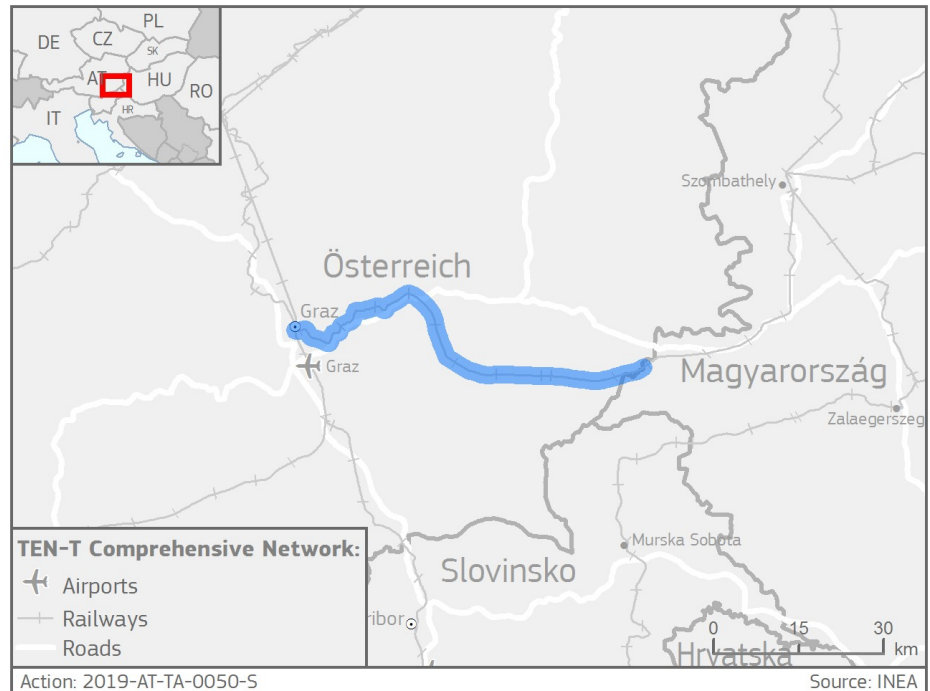 PL
DE
CZ
SK
AT
HU
RO
IT
HR
Szombathely
Österreich
Graz
Graz
Magyarország
Zalaegerszeg
Murska Sobota
Slovinsko
ribor
Hrvatska
0 15 30
km
TEN-T Comprehensive Network:
Airports
Railways
Roads
Action: 2019-AT-TA-0050-S
Source: INEA